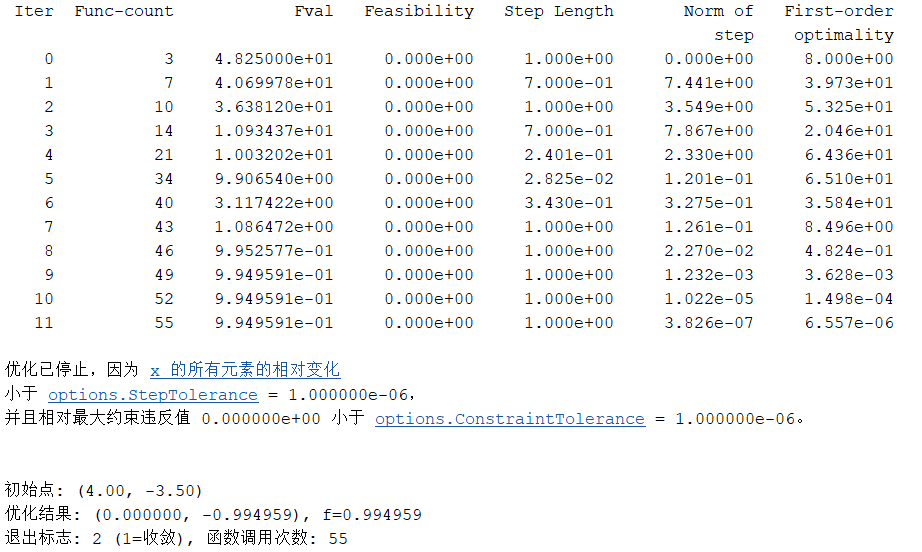 Iter Func-count Fval Feasibility Step Length Norm of First-order
step optimality
0 3 4.825000e+01 0.000e+00 1.000e+00 0.000e+00 8.000e+00
1 7 4.069978e+01 0.000e+00 7.000e-01 7.441e+00 3.973e+01
2 10 3.638120e+01 0.000e+00 1.000e+00 3.549e+00 5.325e+01
3 14 1.093437e+01 0.000e+00 7.000e-01 7.867e+00 2.046e+01
4 21 1.003202e+01 0.000e+00 2.401e-01 2.330e+00 6.436e+01
5 34 9.906540e+00 0.000e+00 2.825e-02 1.201e-01 6.510e+01
6 40 3.117422e+00 0.000e+00 3.430e-01 3.275e-01 3.584e+01
7 43 1.086472e+00 0.000e+00 1.000e+00 1.261e-01 8.496e+00
8 46 9.952577e-01 0.000e+00 1.000e+00 2.270e-02 4.824e-01
9 49 9.949591e-01 0.000e+00 1.000e+00 1.232e-03 3.628e-03
10 52 9.949591e-01 0.000e+00 1.000e+00 1.022e-05 1.498e-04
11 55 9.949591e-01 0.000e+00 1.000e+00 3.826e-07 6.557e-06
优化已停止，因为 x 的所有元素的相对变化
小于 options.StepTolerance = 1.000000e-06，
并且相对最大约束违反值 0.000000e+00 小于 options.ConstraintTolerance = 1.000000e-06。
初始点: (4.00, -3.50)
优化结果: (0.000000, -0.994959), f=0.994959
退出标志: 2 (1=收敛), 函数调用次数: 55